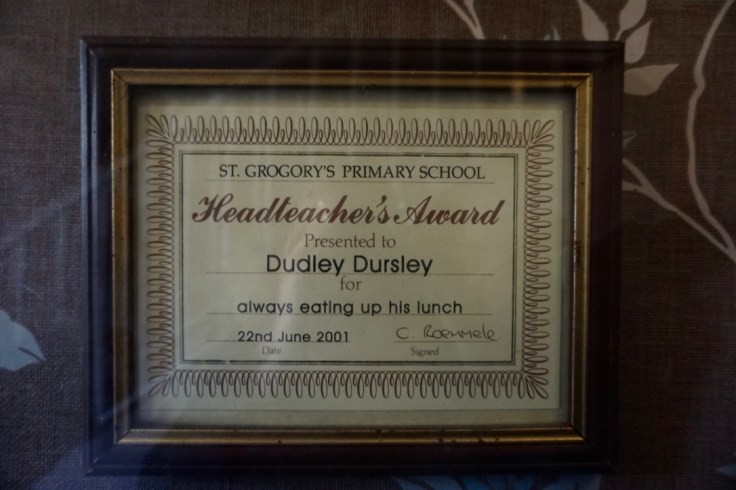 ST. GROGORY'S PRIMARY SCHOOL
Headteacher's Award
Presented to
Dudley Dursley
for
always eating up his lunch
22nd June 2001 C. Roemmele
Date Signed